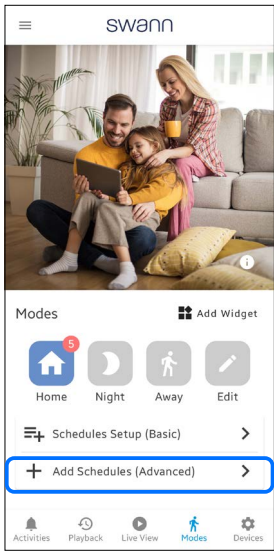 swann
Modes
Add Widget
5
Home Night Away Edit
Schedules Setup (Basic)
Add Schedules (Advanced)
Activities Playback Live View Modes Devices